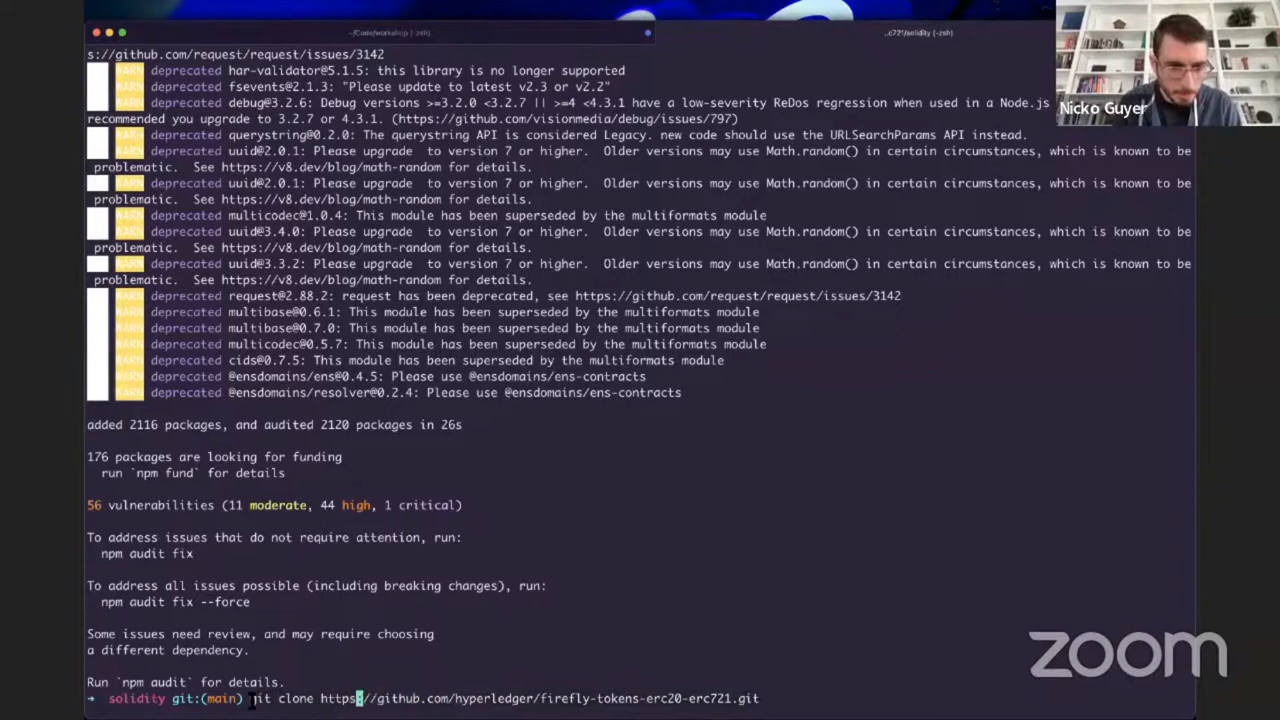 ~/Code/workshop (-zsh)
..c721/solidity (-zsh)
s://github.com/request/request/issues/3142
WARN deprecated har-validator@5.1.5: this library is no longer supported
WARN deprecated fsevents@2.1.3: "Please update to latest v2.3 or v2.2"
WARN deprecated debug@3.2.6: Debug versions >=3.2.0 <3.2.7 || >=4 <4.3.1 have a low-severity ReDos regression when used in a Node.js
recommended you upgrade to 3.2.7 or 4.3.1. (https://github.com/visionmedia/debug/issues/797)
WARN deprecated querystring@0.2.0: The querystring API is considered Legacy. new code should use the URLSearchParams API instead.
WARN deprecated uuid@2.0.1: Please upgrade to version 7 or higher. Older versions may use Math.random() in certain circumstances, which is known to be
problematic. See https://v8.dev/blog/math-random for details.
WARN deprecated uuid@2.0.1: Please upgrade to version 7 or higher. Older versions may use Math.random() in certain circumstances, which is known to be
problematic. See https://v8.dev/blog/math-random for details.
WARN deprecated multicodec@1.0.4: This module has been superseded by the multiformats module
WARN deprecated uuid@3.4.0: Please upgrade to version 7 or higher. Older versions may use Math.random() in certain circumstances, which is known to be
problematic. See https://v8.dev/blog/math-random for details.
WARN deprecated uuid@3.3.2: Please upgrade to version 7 or higher. Older versions may use Math.random() in certain circumstances, which is known to be
problematic. See https://v8.dev/blog/math-random for details.
WARN deprecated request@2.88.2: request has been deprecated, see https://github.com/request/request/issues/3142
WARN deprecated multibase@0.6.1: This module has been superseded by the multiformats module
WARN deprecated multibase@0.7.0: This module has been superseded by the multiformats module
WARN deprecated multicodec@0.5.7: This module has been superseded by the multiformats module
WARN deprecated cids@0.7.5: This module has been superseded by the multiformats module
WARN deprecated @ensdomains/ens@0.4.5: Please use @ensdomains/ens-contracts
WARN deprecated @ensdomains/resolver@0.2.4: Please use @ensdomains/ens-contracts
added 2116 packages, and audited 2120 packages in 26s
176 packages are looking for funding
run `npm fund` for details
56 vulnerabilities (11 moderate, 44 high, 1 critical)
To address issues that do not require attention, run:
npm audit fix
To address all issues possible (including breaking changes), run:
npm audit fix --force
Some issues need review, and may require choosing
a different dependency.
Run `npm audit` for details.
→ solidity git:(main) git clone https://github.com/hyperledger/firefly-tokens-erc20-erc721.git
Nicko Guyer
zoom